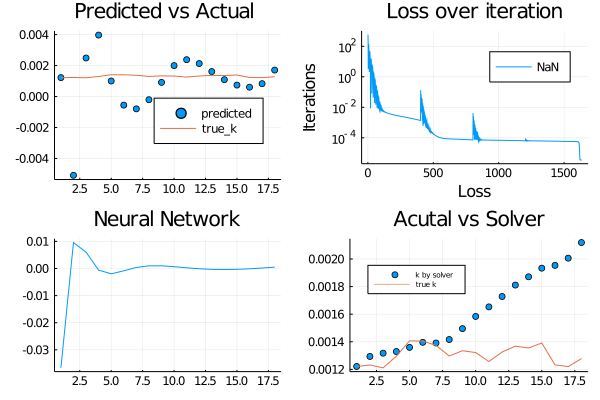 Predicted vs Actual
0.004
0.002
0.000
-0.002
-0.004
predicted
true_k
2.5 5.0 7.5 10.0 12.5 15.0 17.5
Loss over iteration
Iterations
10^2
10^0
10^-2
10^-4
NaN
0 500 1000 1500
Loss
Neural Network
0.01
0.00
-0.01
-0.02
-0.03
2.5 5.0 7.5 10.0 12.5 15.0 17.5
Acutal vs Solver
0.0020
0.0018
0.0016
0.0014
0.0012
k by solver
true k
2.5 5.0 7.5 10.0 12.5 15.0 17.5